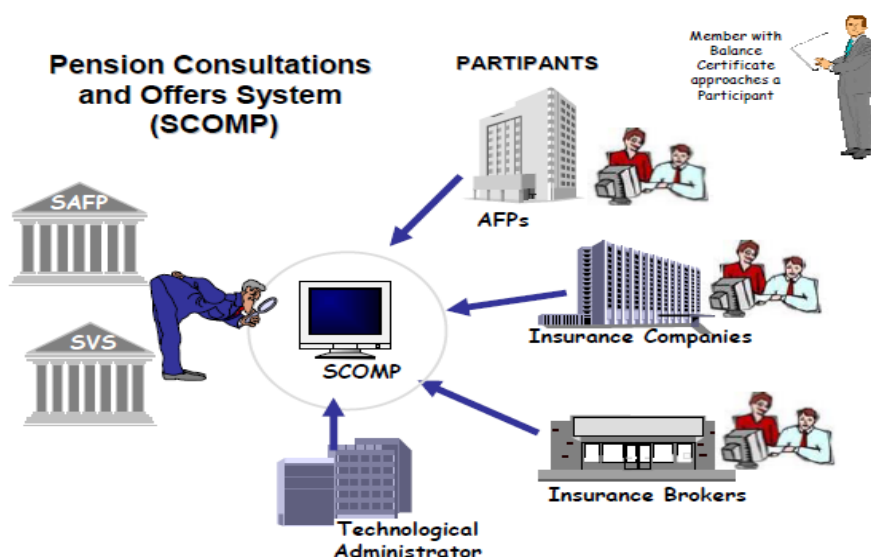 Pension Consultations
and Offers System
(SCOMP)
PARTIPANTS
Member with
Balance
Certificate
approaches a
Participant
SAFP
AFPs
SVS
SCOMP
Insurance Companies
Insurance Brokers
Technological
Administrator